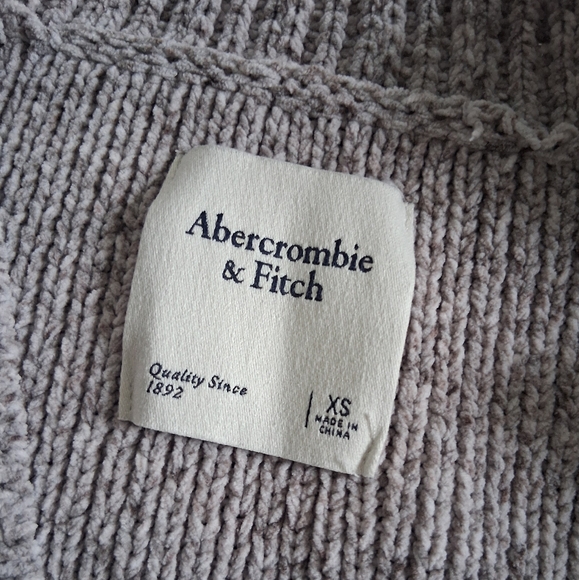 Abercrombie
& Fitch
Quality Since
1892
XS
MADE IN
CHINA